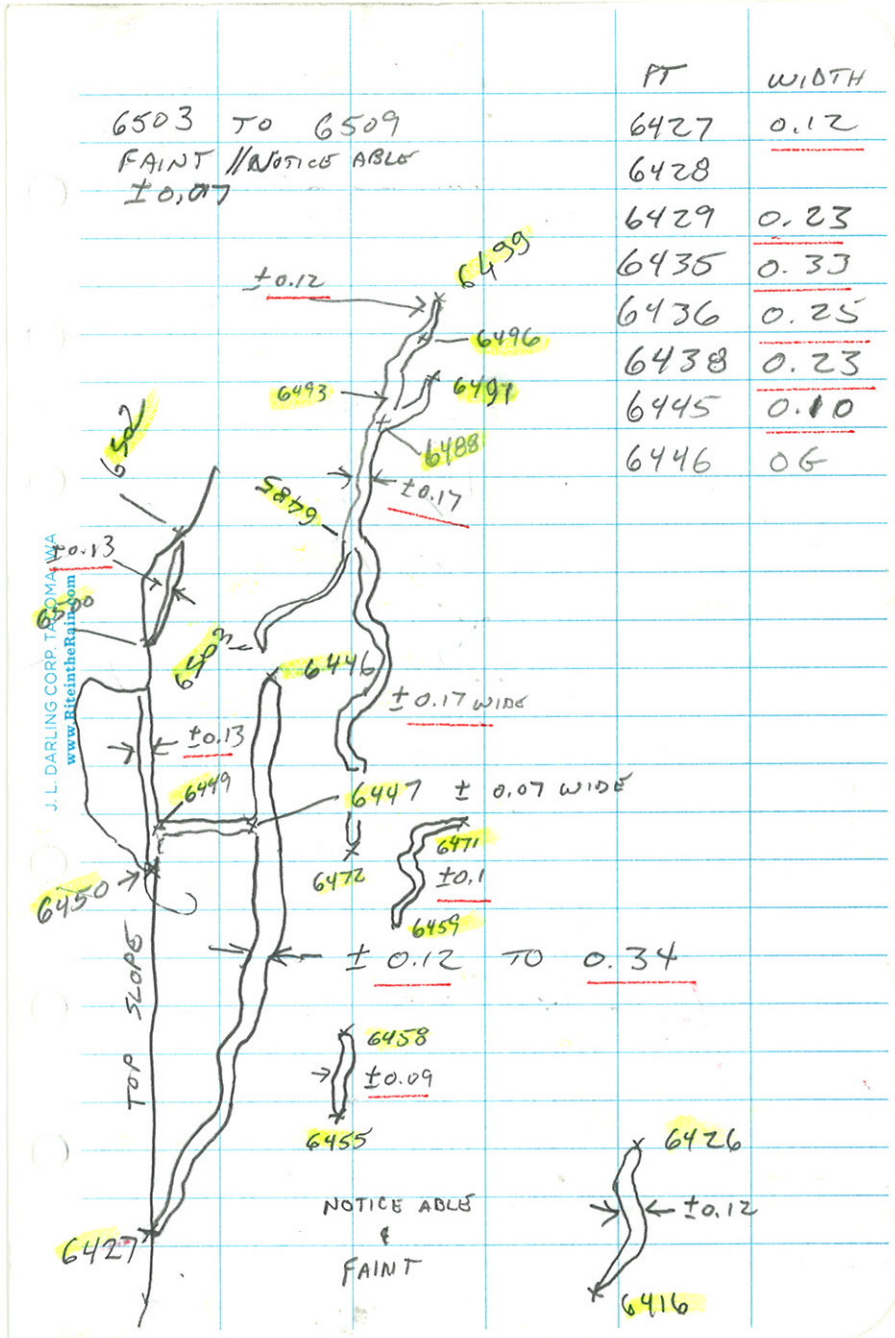 PT WIDTH
6427 0.12
6428
6429 0.23
6435 0.33
6436 0.25
6438 0.23
6445 0.10
6446 OG
6503 TO 6509
FAINT // NOTICE ABLE
±0.07
±0.12
6499
6496
6493
6491
6488
±0.17
6485
6502
±0.13
6500
6446
± 0.17 WIDE
±0.13
6449
6447 ± 0.07 WIDE
6471
6472
±0.1
6450
6459
± 0.12 TO 0.34
TOP SLOPE
6458
±0.09
6455
6426
±0.12
NOTICE ABLE
&
FAINT
6427
6416
J. L. DARLING CORP. TACOMA, WA
www.RiteintheRain.com